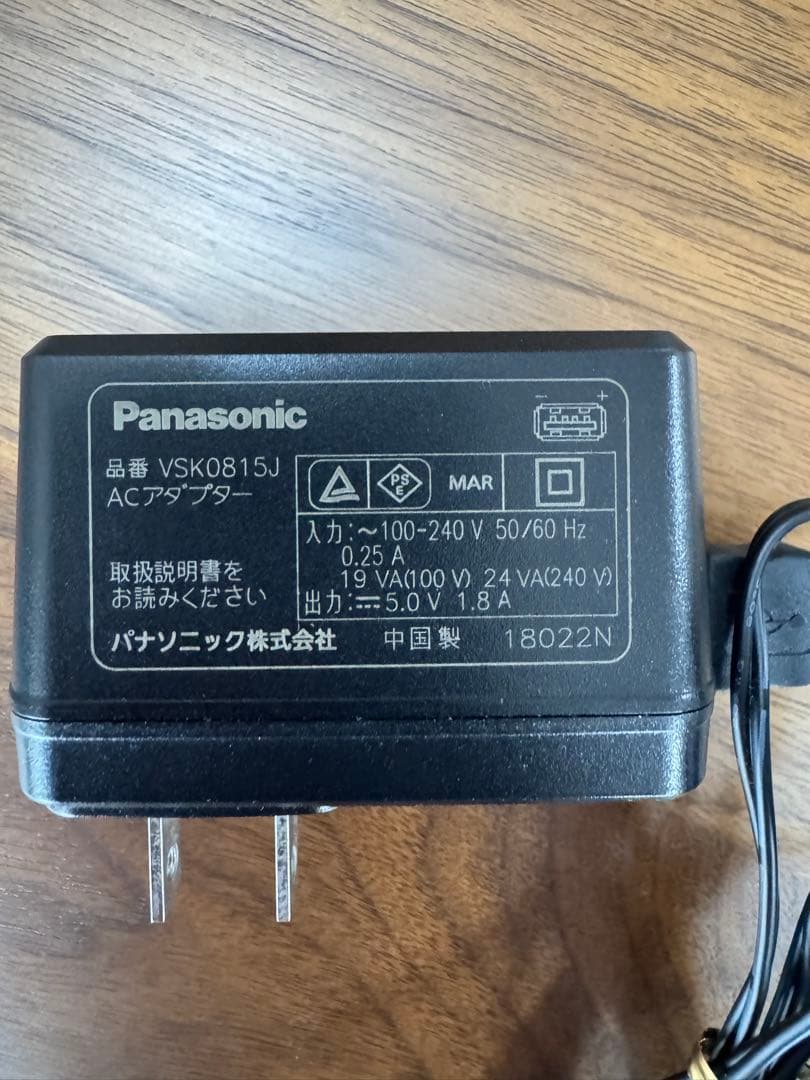 Panasonic
− +
品番 VSK0815J
ACアダプター
PS
E
MAR
入力:～100-240 V 50/60 Hz
0.25 A
19 VA(100 V) 24 VA(240 V)
出力:⎓5.0 V 1.8 A
取扱説明書を
お読みください
パナソニック株式会社 中国製 18022N